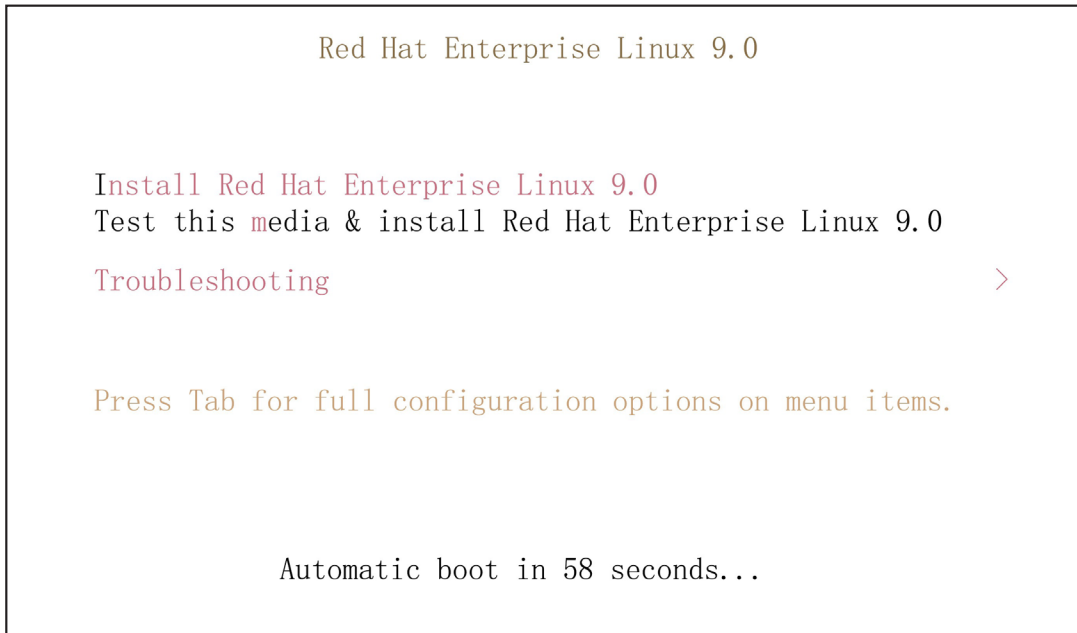 Red Hat Enterprise Linux 9.0
Install Red Hat Enterprise Linux 9.0
Test this media & install Red Hat Enterprise Linux 9.0
Troubleshooting >
Press Tab for full configuration options on menu items.
Automatic boot in 58 seconds...